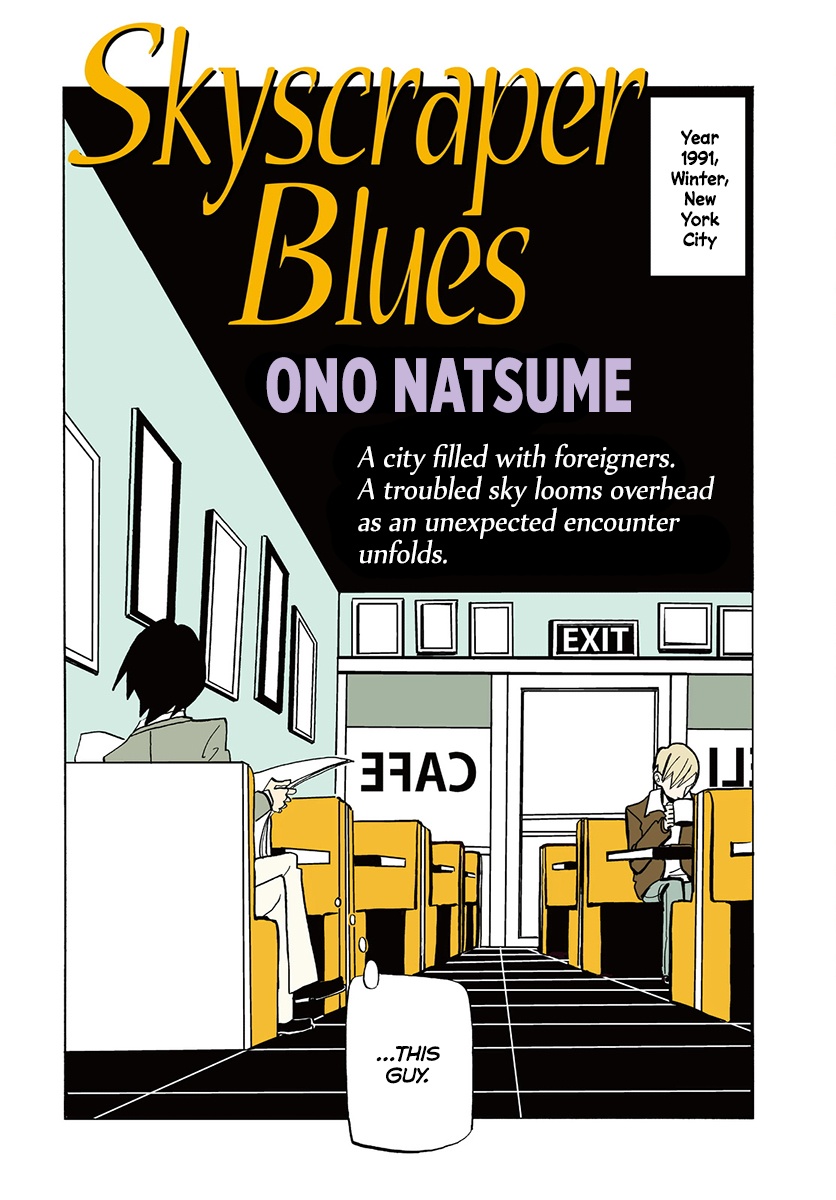 Skyscraper
Blues
Year
1991,
Winter,
New
York
City
ONO NATSUME
A city filled with foreigners.
A troubled sky looms overhead
as an unexpected encounter
unfolds.
EXIT
CAFE
ELI
...THIS
GUY.